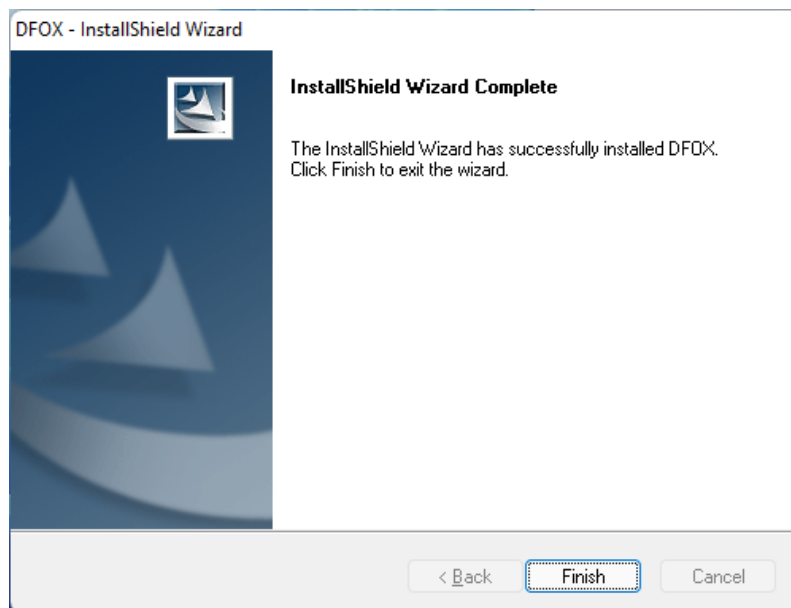 DFOX - InstallShield Wizard
InstallShield Wizard Complete
The InstallShield Wizard has successfully installed DFOX.
Click Finish to exit the wizard.
< Back
Finish
Cancel